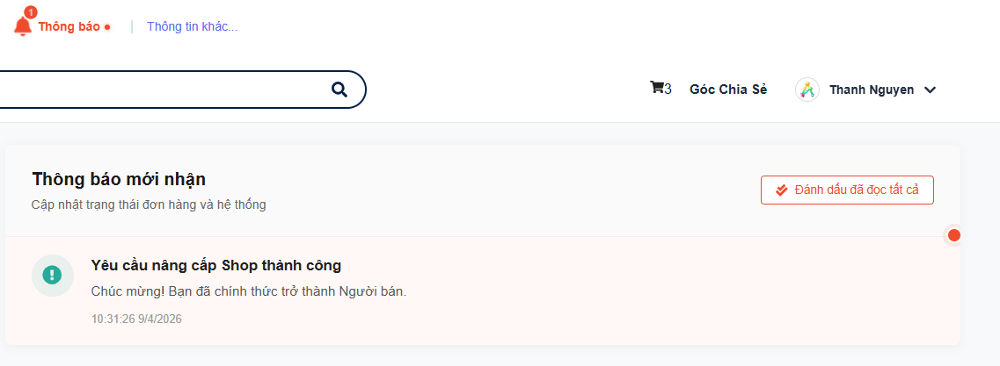 1
Thông báo
Thông tin khác...
3 Góc Chia Sẻ Thanh Nguyen
Thông báo mới nhận
Cập nhật trạng thái đơn hàng và hệ thống
Đánh dấu đã đọc tất cả
Yêu cầu nâng cấp Shop thành công
Chúc mừng! Bạn đã chính thức trở thành Người bán.
10:31:26 9/4/2026